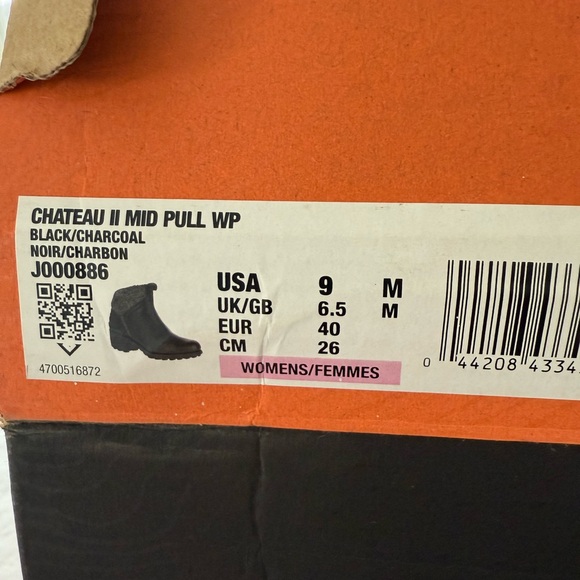 CHATEAU II MID PULL WP
BLACK/CHARCOAL
NOIR/CHARBON
J000886
USA 9 M
UK/GB 6.5 M
EUR 40
CM 26
WOMENS/FEMMES
4700516872
0 44208 4334